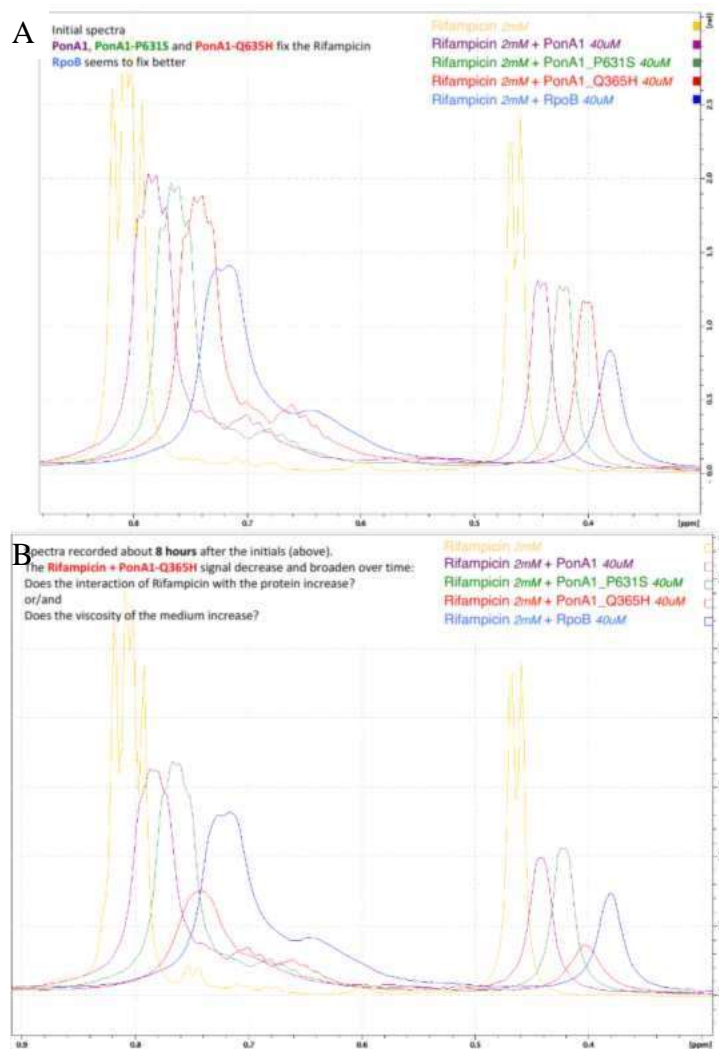 A
Initial spectra
PonA1, PonA1-P631S and PonA1-Q635H fix the Rifampicin
RpoB seems to fix better
Rifampicin 2mM
Rifampicin 2mM + PonA1 40uM
Rifampicin 2mM + PonA1_P631S 40uM
Rifampicin 2mM + PonA1_Q365H 40uM
Rifampicin 2mM + RpoB 40uM
[rel]
2.5
2.0
1.5
1.0
0.5
0.0
0.8
0.7
0.6
0.5
0.4
[ppm]
B
Spectra recorded about 8 hours after the initials (above).
The Rifampicin + PonA1-Q365H signal decrease and broaden over time:
Does the interaction of Rifampicin with the protein increase?
or/and
Does the viscosity of the medium increase?
Rifampicin 2mM
Rifampicin 2mM + PonA1 40uM
Rifampicin 2mM + PonA1_P631S 40uM
Rifampicin 2mM + PonA1_Q365H 40uM
Rifampicin 2mM + RpoB 40uM
0.9
0.8
0.7
0.6
0.5
0.4
[ppm]